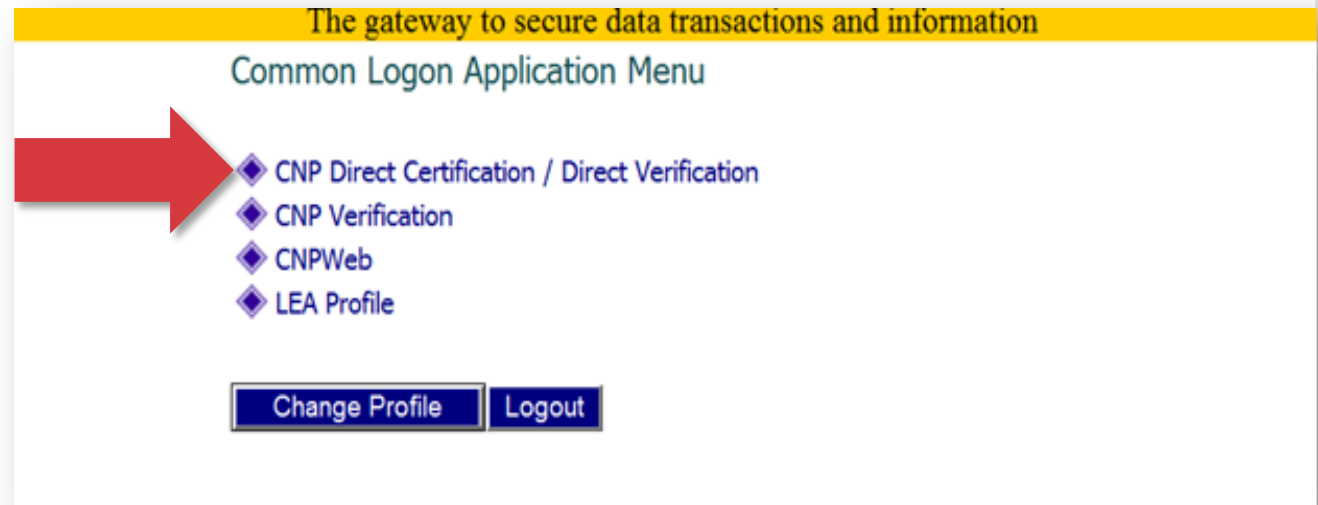 The gateway to secure data transactions and information
Common Logon Application Menu
CNP Direct Certification / Direct Verification
CNP Verification
CNPWeb
LEA Profile
Change Profile Logout